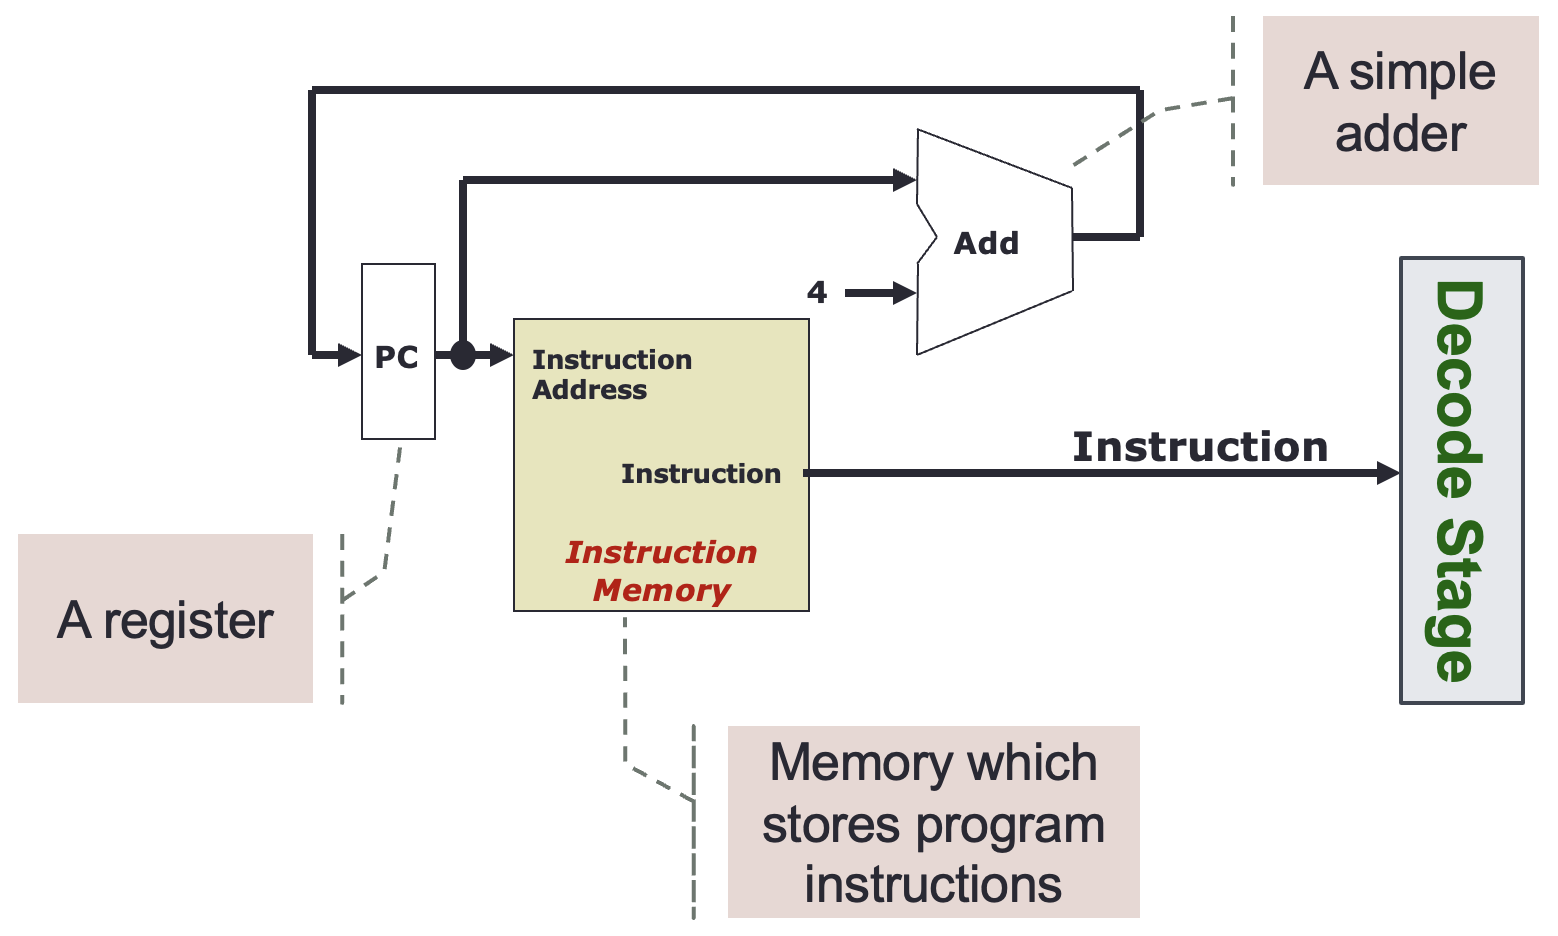 A simple
adder
Add
4
PC
Instruction
Address
Instruction
Instruction
Instruction
Memory
Decode Stage
A register
Memory which
stores program
instructions